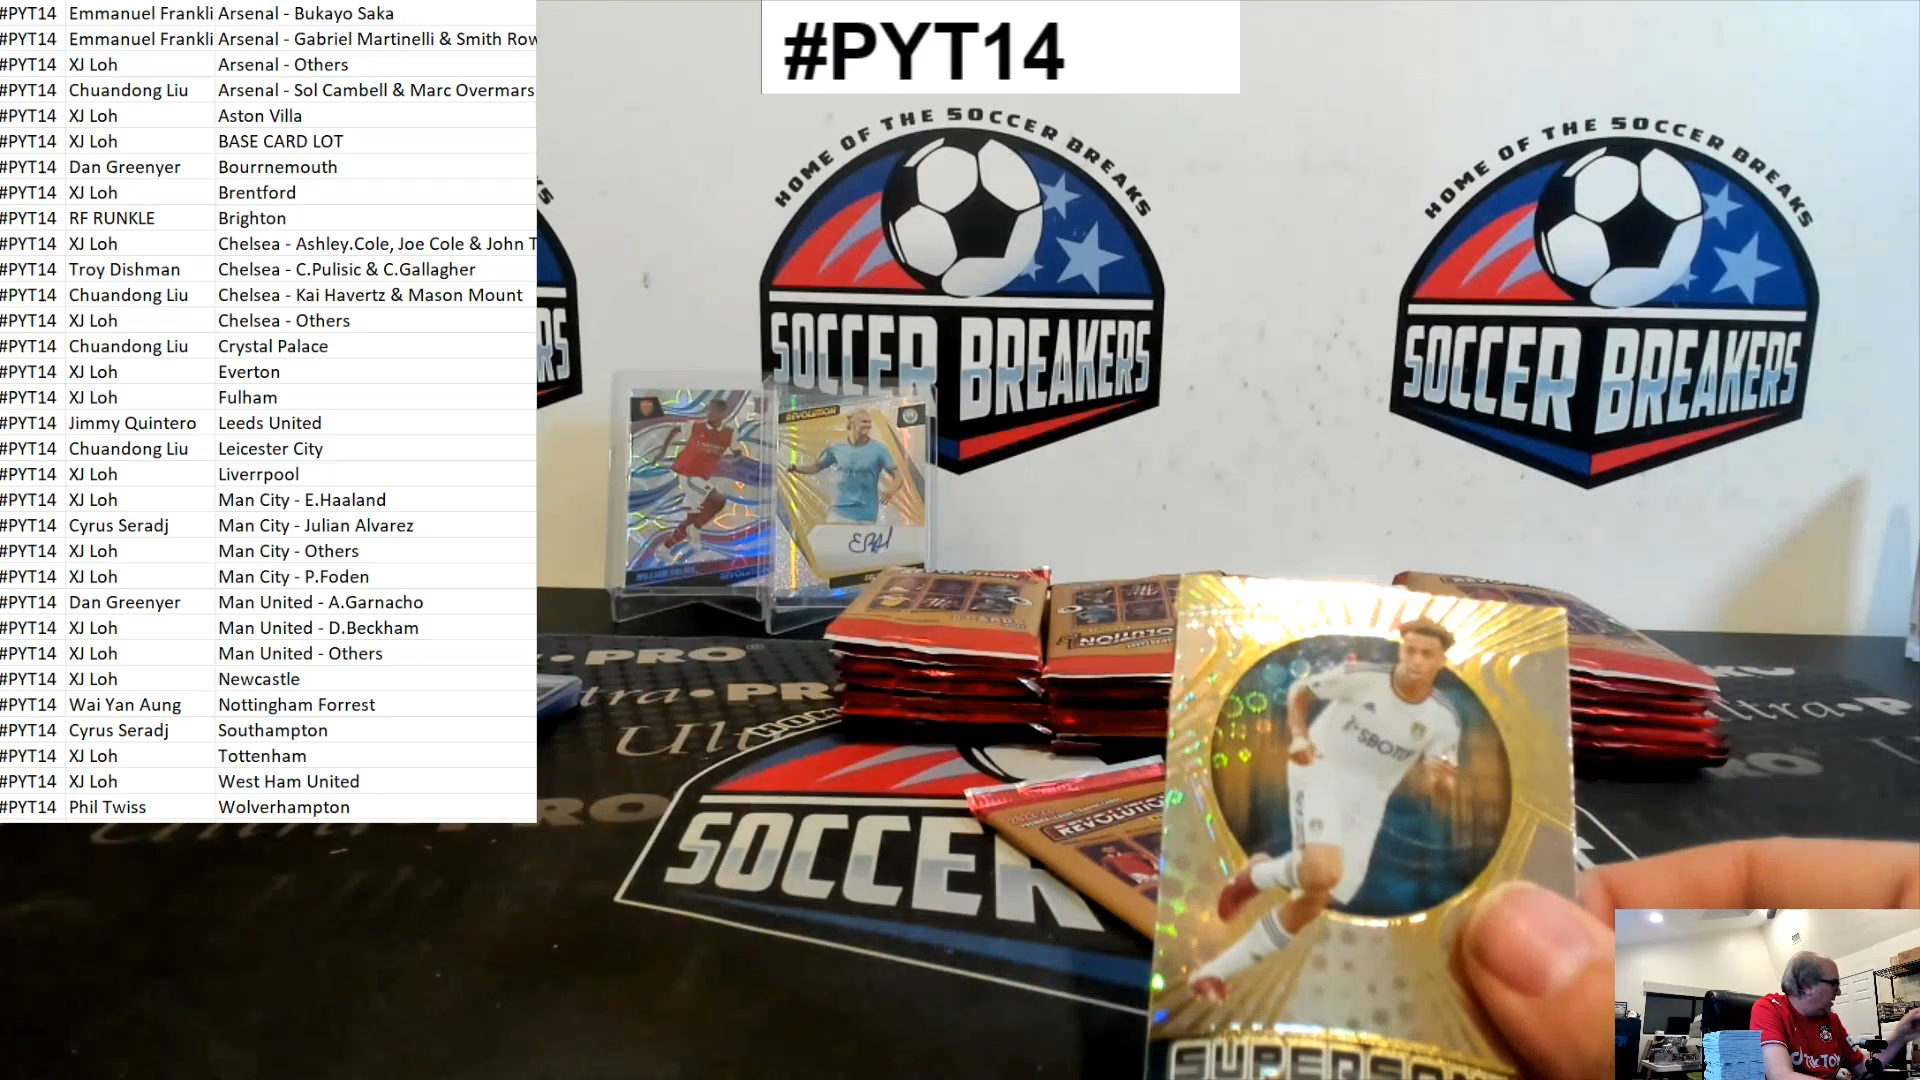 #PYT14 Emmanuel Frankli Arsenal - Bukayo Saka
#PYT14 Emmanuel Frankli Arsenal - Gabriel Martinelli & Smith Row
#PYT14 XJ Loh Arsenal - Others
#PYT14 Chuandong Liu Arsenal - Sol Cambell & Marc Overmars
#PYT14 XJ Loh Aston Villa
#PYT14 XJ Loh BASE CARD LOT
#PYT14 Dan Greenyer Bourrnemouth
#PYT14 XJ Loh Brentford
#PYT14 RF RUNKLE Brighton
#PYT14 XJ Loh Chelsea - Ashley.Cole, Joe Cole & John T
#PYT14 Troy Dishman Chelsea - C.Pulisic & C.Gallagher
#PYT14 Chuandong Liu Chelsea - Kai Havertz & Mason Mount
#PYT14 XJ Loh Chelsea - Others
#PYT14 Chuandong Liu Crystal Palace
#PYT14 XJ Loh Everton
#PYT14 XJ Loh Fulham
#PYT14 Jimmy Quintero Leeds United
#PYT14 Chuandong Liu Leicester City
#PYT14 XJ Loh Liverrpool
#PYT14 XJ Loh Man City - E.Haaland
#PYT14 Cyrus Seradj Man City - Julian Alvarez
#PYT14 XJ Loh Man City - Others
#PYT14 XJ Loh Man City - P.Foden
#PYT14 Dan Greenyer Man United - A.Garnacho
#PYT14 XJ Loh Man United - D.Beckham
#PYT14 XJ Loh Man United - Others
#PYT14 XJ Loh Newcastle
#PYT14 Wai Yan Aung Nottingham Forrest
#PYT14 Cyrus Seradj Southampton
#PYT14 XJ Loh Tottenham
#PYT14 XJ Loh West Ham United
#PYT14 Phil Twiss Wolverhampton
#PYT14
HOME OF THE SOCCER BREAKS
SOCCER BREAKERS
HOME OF THE SOCCER BREAKS
SOCCER BREAKERS
RS
REVOLUTION
PRO
Ultra PRO
SOCCER
REVOLUTION
SBOTO